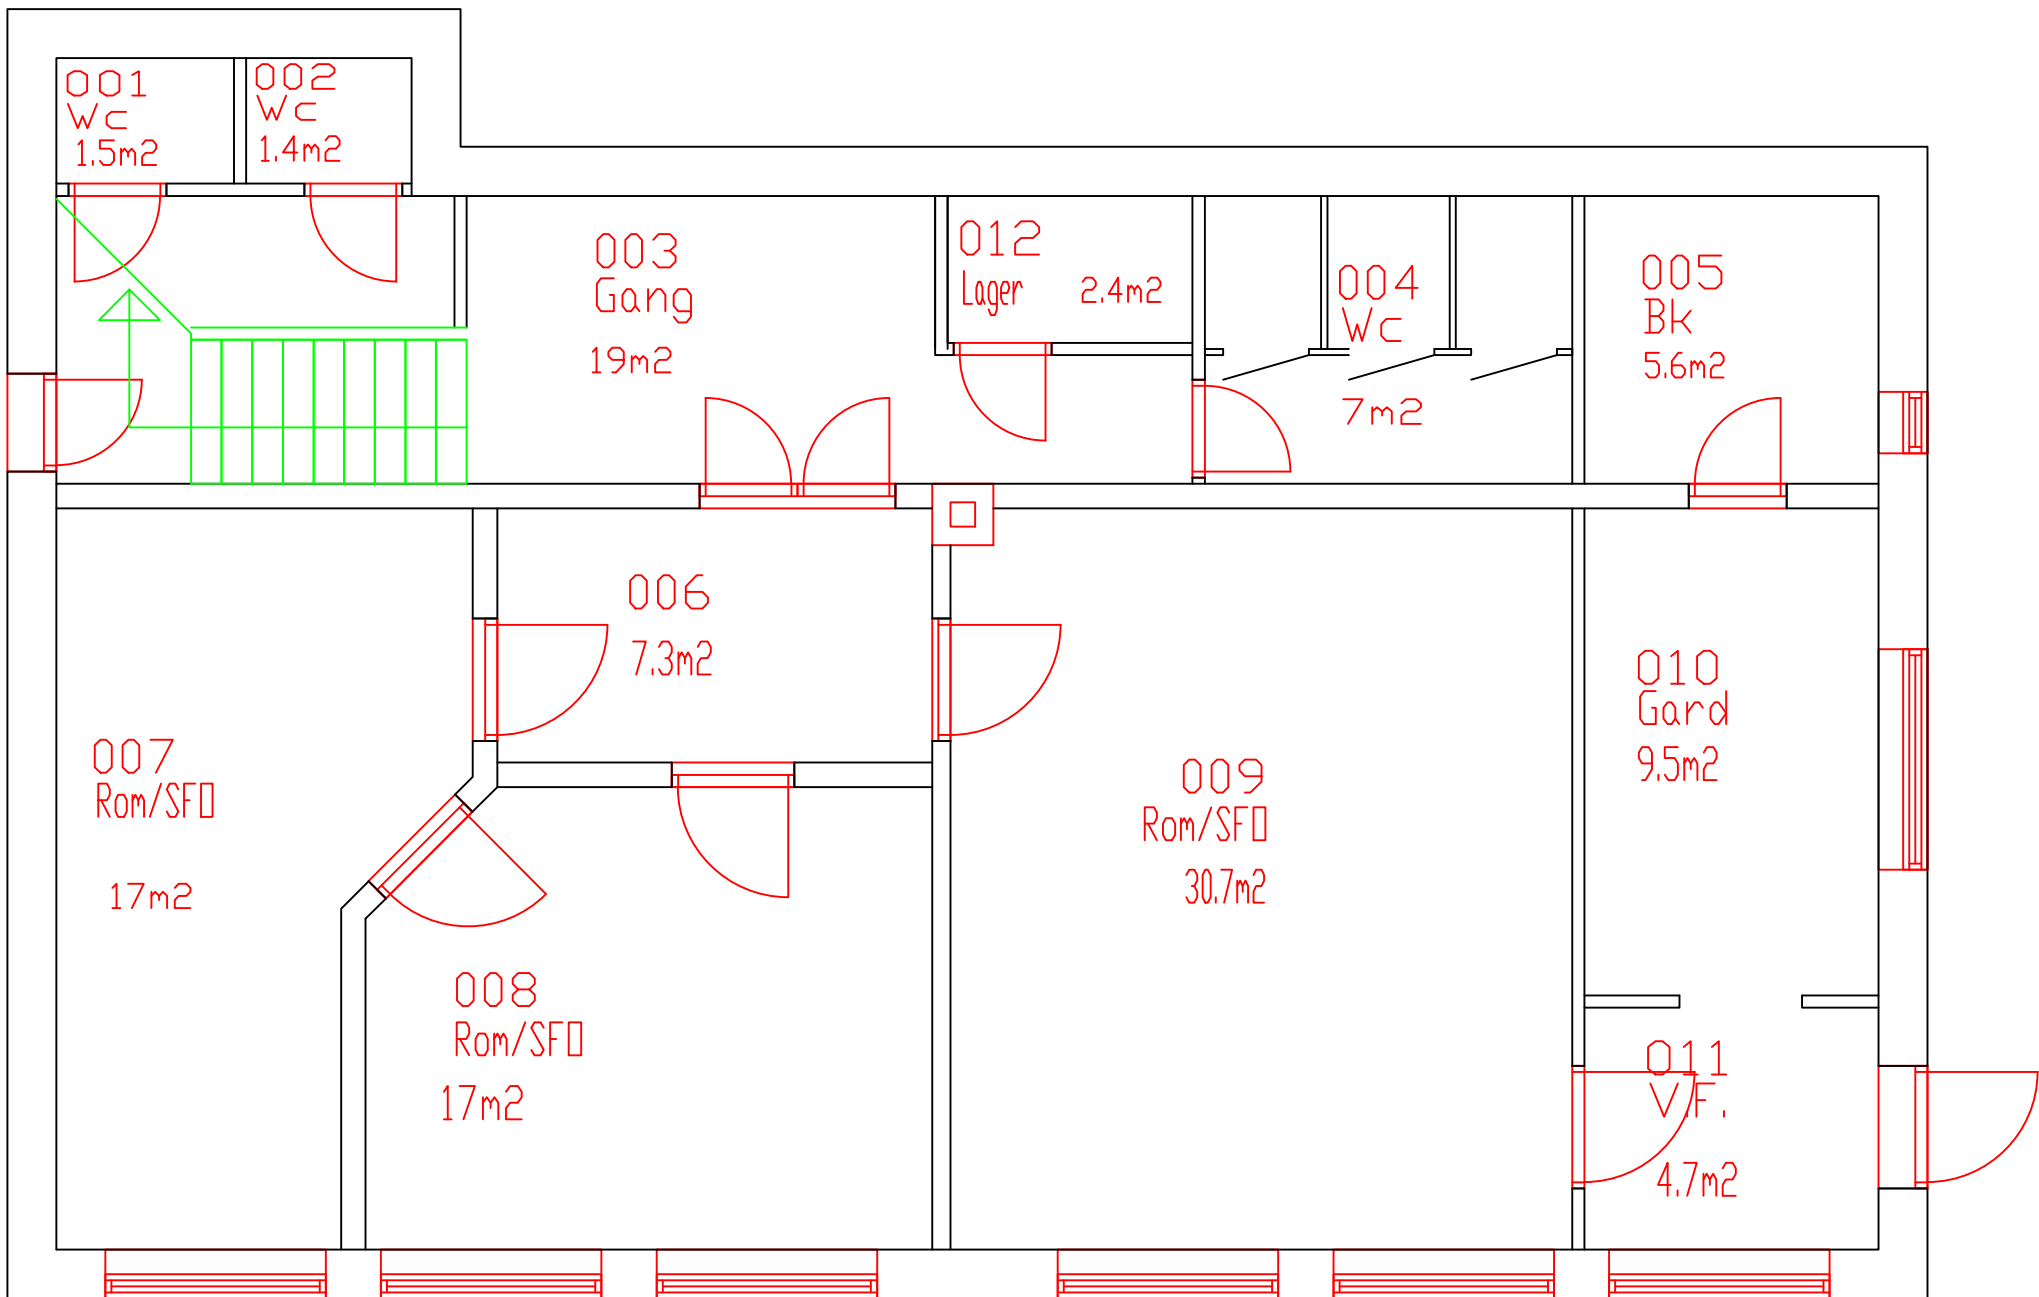 001
Wc
1.5m2
002
Wc
1.4m2
003
Gang
19m2
012
Lager
2.4m2
004
Wc
7m2
005
Bk
5.6m2
006
7.3m2
007
Rom/SFO
17m2
008
Rom/SFO
17m2
009
Rom/SFO
30.7m2
010
Gard
9.5m2
011
V.F.
4.7m2